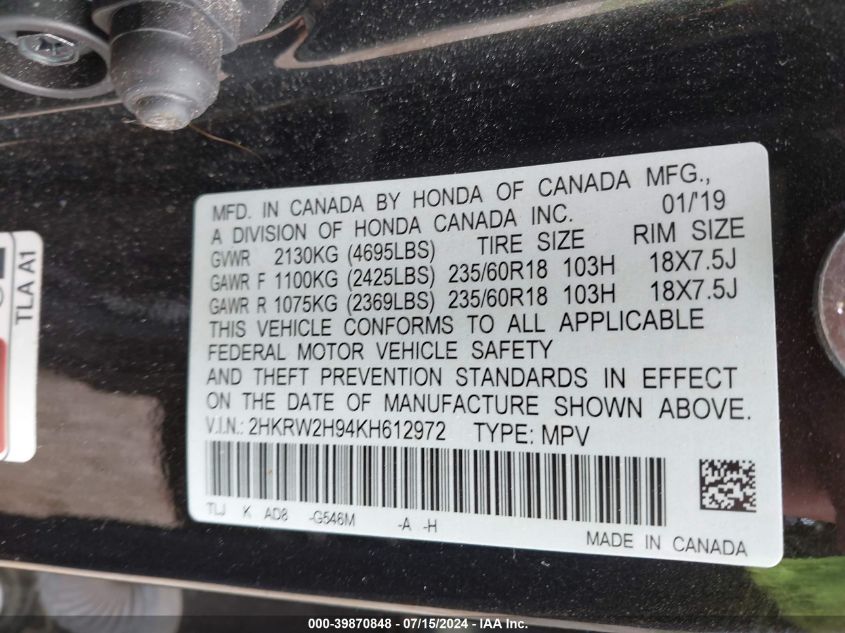 MFD. IN CANADA BY HONDA OF CANADA MFG.,
A DIVISION OF HONDA CANADA INC. 01/'19
GVWR 2130KG (4695LBS) TIRE SIZE RIM SIZE
GAWR F 1100KG (2425LBS) 235/60R18 103H 18X7.5J
GAWR R 1075KG (2369LBS) 235/60R18 103H 18X7.5J
THIS VEHICLE CONFORMS TO ALL APPLICABLE
FEDERAL MOTOR VEHICLE SAFETY
AND THEFT PREVENTION STANDARDS IN EFFECT
ON THE DATE OF MANUFACTURE SHOWN ABOVE.
V.I.N.: 2HKRW2H94KH612972 TYPE: MPV
TLJ K AD8 -G546M -A -H
MADE IN CANADA
TLA A1
000-39870848 - 07/15/2024 - IAA Inc.